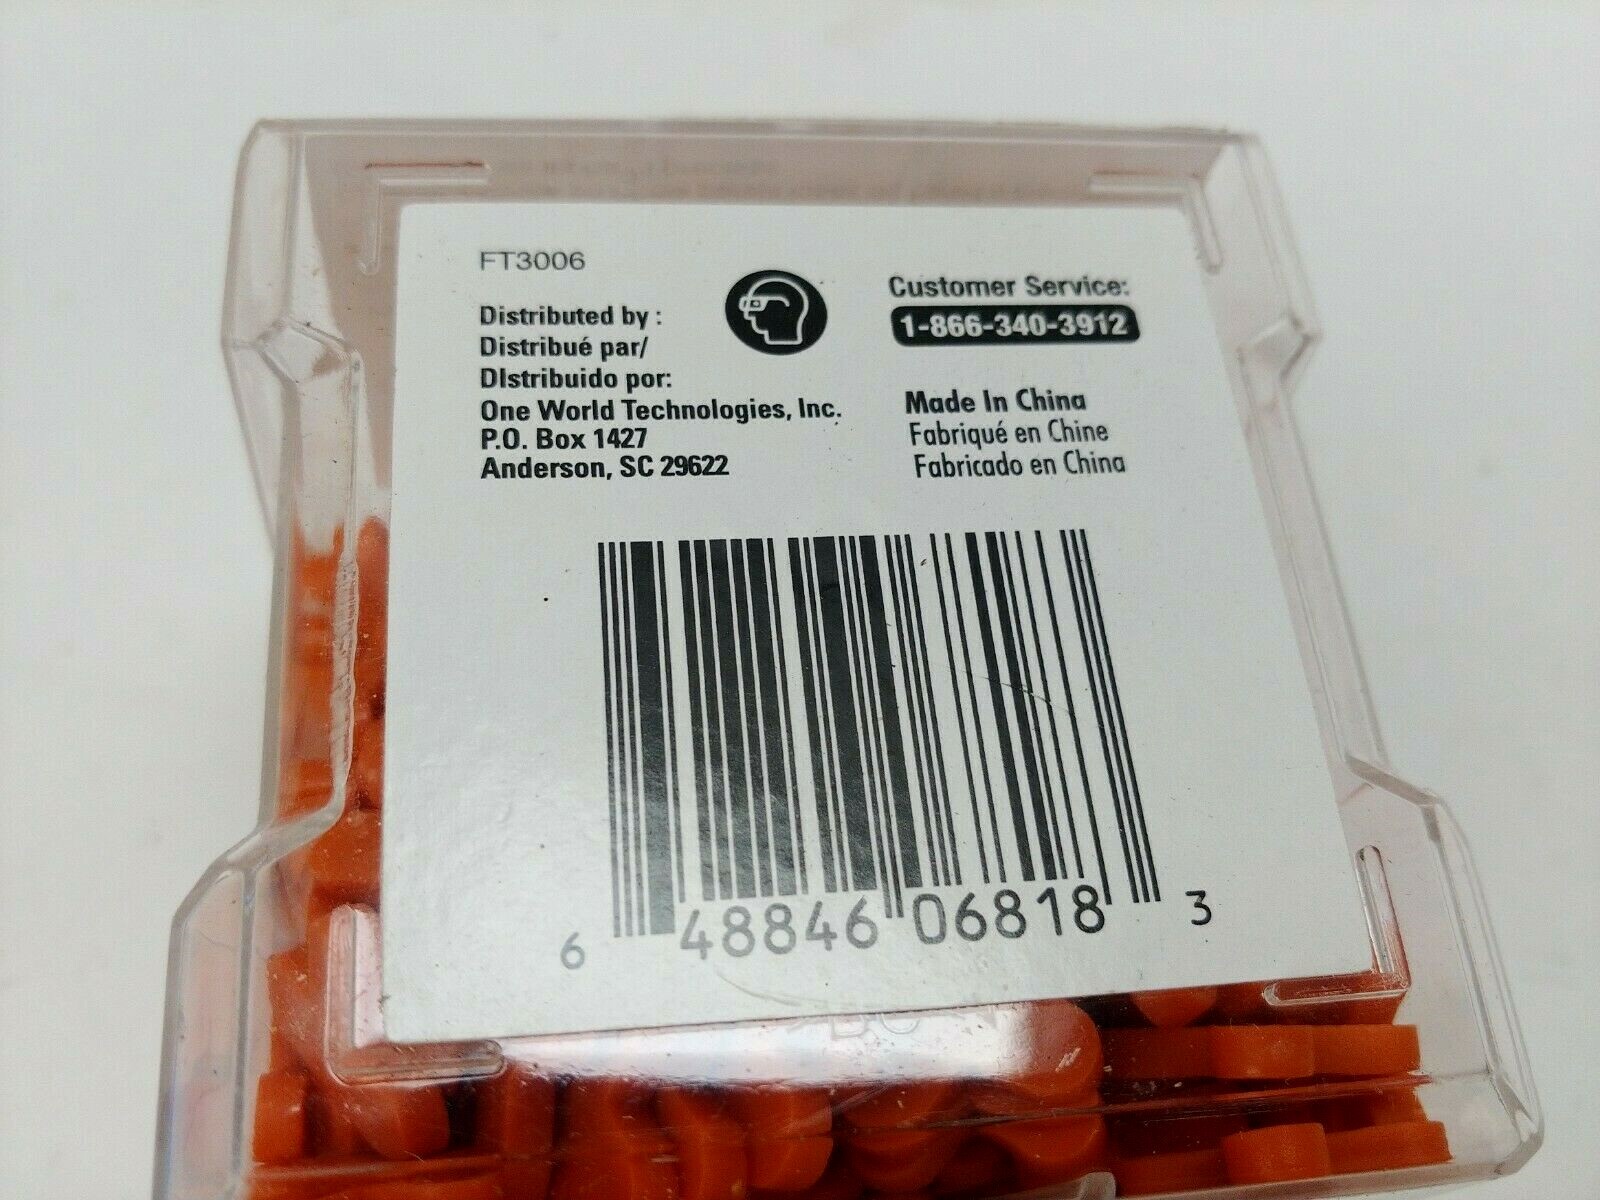 FT3006
Distributed by :
Distribué par/
DIstribuido por:
One World Technologies, Inc.
P.O. Box 1427
Anderson, SC 29622
Customer Service:
1-866-340-3912
Made In China
Fabriqué en Chine
Fabricado en China
6 48846 06818 3